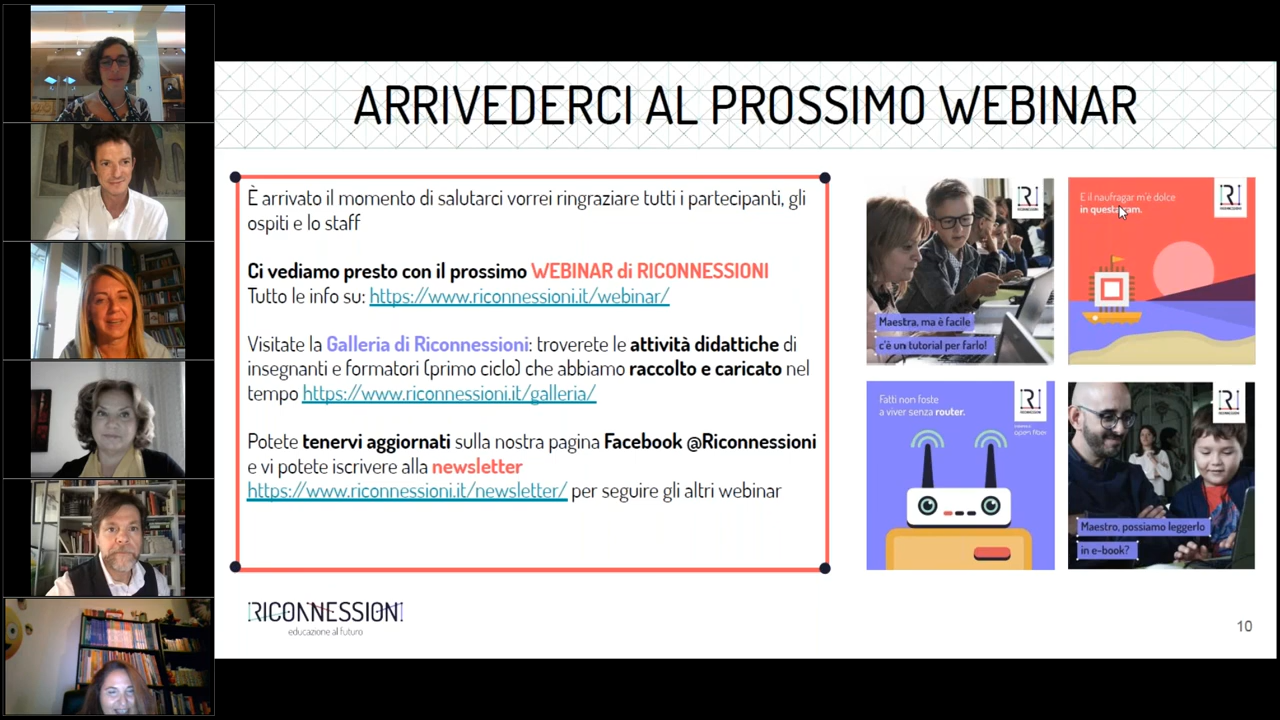 ARRIVEDERCI AL PROSSIMO WEBINAR
È arrivato il momento di salutarci vorrei ringraziare tutti i partecipanti, gli
ospiti e lo staff
Ci vediamo presto con il prossimo WEBINAR di RICONNESSIONI
Tutto le info su: https://www.riconnessioni.it/webinar/
Visitate la Galleria di Riconnessioni: troverete le attività didattiche di
insegnanti e formatori (primo ciclo) che abbiamo raccolto e caricato nel
tempo https://www.riconnessioni.it/galleria/
Potete tenervi aggiornati sulla nostra pagina Facebook @Riconnessioni
e vi potete iscrivere alla newsletter
https://www.riconnessioni.it/newsletter/ per seguire gli altri webinar
Maestra, ma è facile
c'è un tutorial per farlo!
E il naufragar m'è dolce
in questa ram.
Fatti non foste
a viver senza router.
open fiber
Maestro, possiamo leggerlo
in e-book?
RICONNESSIONI
educazione al futuro
10